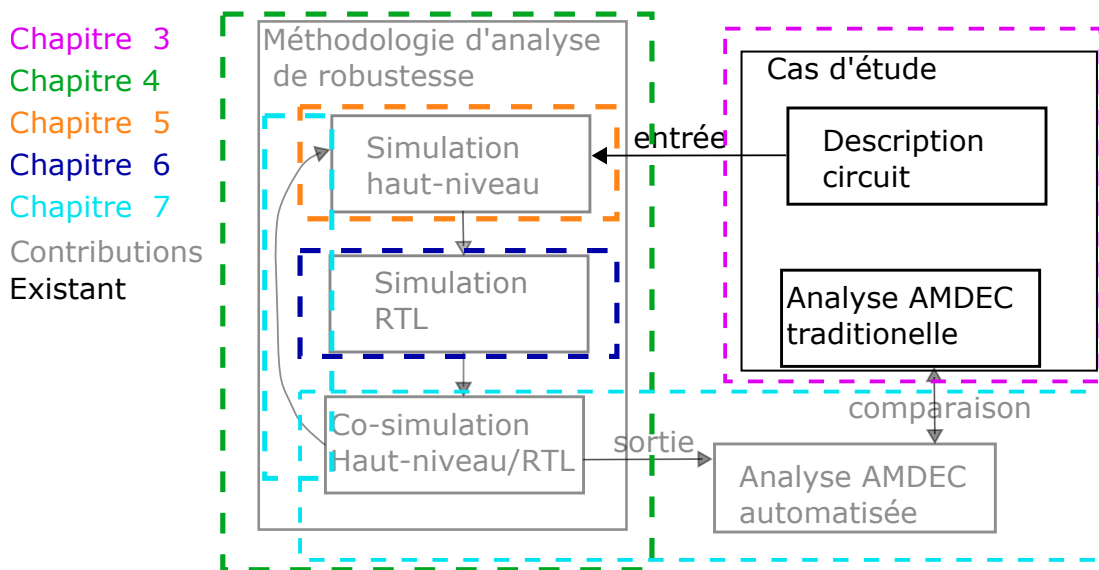 Chapitre 3
Chapitre 4
Chapitre 5
Chapitre 6
Chapitre 7
Contributions
Existant
Méthodologie d'analyse
de robustesse
Simulation
haut-niveau
Simulation
RTL
Co-simulation
Haut-niveau/RTL
entrée
sortie
Cas d'étude
Description
circuit
Analyse AMDEC
traditionelle
comparaison
Analyse AMDEC
automatisée